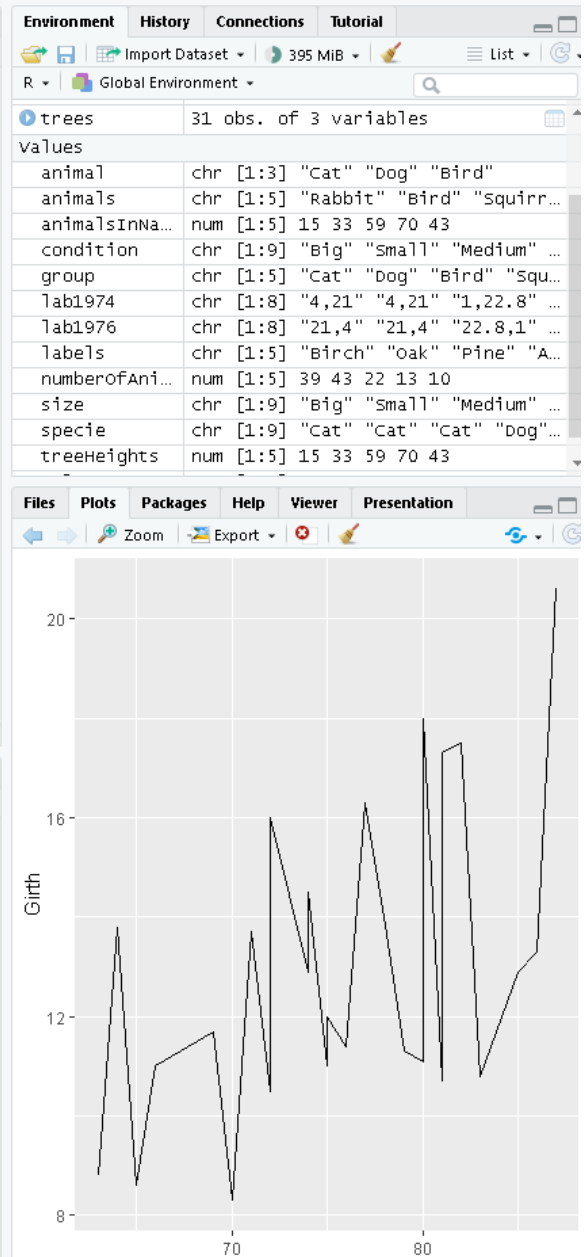 Environment History Connections Tutorial
Import Dataset 395 MiB List
R Global Environment
trees 31 obs. of 3 variables
Values
animal chr [1:3] "Cat" "Dog" "Bird"
animals chr [1:5] "Rabbit" "Bird" "Squirr...
animalsInNa... num [1:5] 15 33 59 70 43
condition chr [1:9] "Big" "Small" "Medium" ...
group chr [1:5] "Cat" "Dog" "Bird" "Squ...
lab1974 chr [1:8] "4,21" "4,21" "1,22.8" ...
lab1976 chr [1:8] "21,4" "21,4" "22.8,1" ...
labels chr [1:5] "Birch" "Oak" "Pine" "A...
numberOfAni... num [1:5] 39 43 22 13 10
size chr [1:9] "Big" "Small" "Medium" ...
specie chr [1:9] "Cat" "Cat" "Cat" "Dog"...
treeHeights num [1:5] 15 33 59 70 43
Files Plots Packages Help Viewer Presentation
Zoom Export
20
16
Girth
12
8
70 80